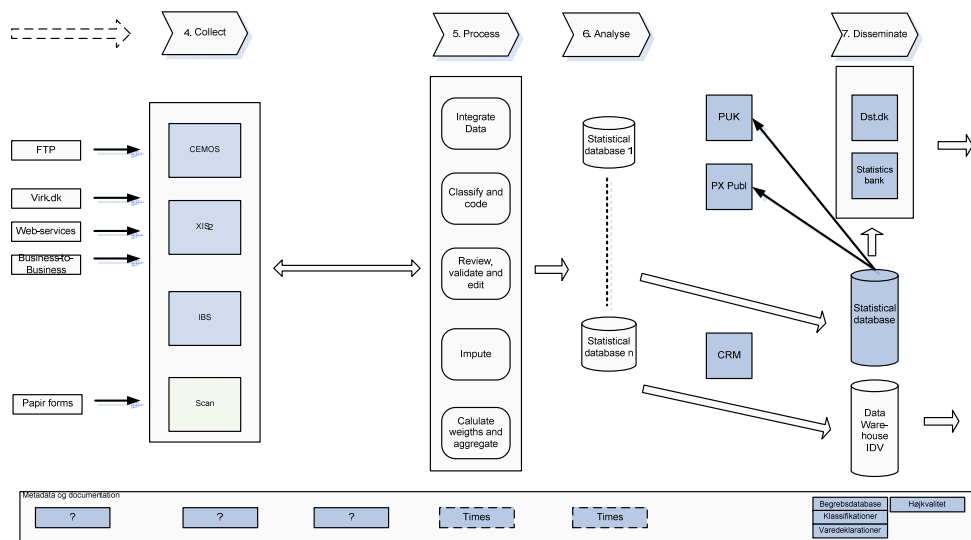 4. Collect
5. Process
6. Analyse
7. Disseminate
FTP
Virk.dk
Web-services
Business-to-
Business
Papir forms
CEMOS
XIS2
IBS
Scan
Integrate
Data
Classify and
code
Review,
validate and
edit
Impute
Calulate
weigths and
aggregate
Statistical
database 1
Statistical
database n
PUK
PX Publ
CRM
Dst.dk
Statistics
bank
Statistical
database
Data
Ware-
house
IDV
Metadata og documentation
?
?
?
Times
Times
Begrebsdatabase
Klassifikationer
Varedeklarationer
Højkvalitet